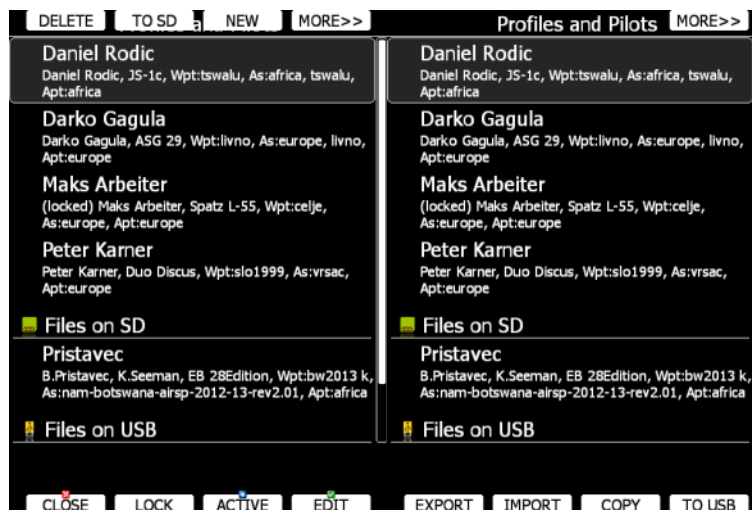 DELETE TO SD NEW MORE>>
Profiles and Pilots
Daniel Rodic
Daniel Rodic, JS-1c, Wpt:tswalu, As:africa, tswalu,
Apt:africa
Darko Gagula
Darko Gagula, ASG 29, Wpt:livno, As:europe, livno,
Apt:europe
Maks Arbeiter
(locked) Maks Arbeiter, Spatz L-55, Wpt:celje,
As:europe, Apt:europe
Peter Karner
Peter Karner, Duo Discus, Wpt:slo1999, As:vrsac,
Apt:europe
Files on SD
Pristavec
B.Pristavec, K.Seeman, EB 28Edition, Wpt:bw2013 k,
As:nam-botswana-airsp-2012-13-rev2.01, Apt:africa
Files on USB
CLOSE LOCK ACTIVE EDIT
Profiles and Pilots MORE>>
Daniel Rodic
Daniel Rodic, JS-1c, Wpt:tswalu, As:africa, tswalu,
Apt:africa
Darko Gagula
Darko Gagula, ASG 29, Wpt:livno, As:europe, livno,
Apt:europe
Maks Arbeiter
(locked) Maks Arbeiter, Spatz L-55, Wpt:celje,
As:europe, Apt:europe
Peter Karner
Peter Karner, Duo Discus, Wpt:slo1999, As:vrsac,
Apt:europe
Files on SD
Pristavec
B.Pristavec, K.Seeman, EB 28Edition, Wpt:bw2013 k,
As:nam-botswana-airsp-2012-13-rev2.01, Apt:africa
Files on USB
EXPORT IMPORT COPY TO USB